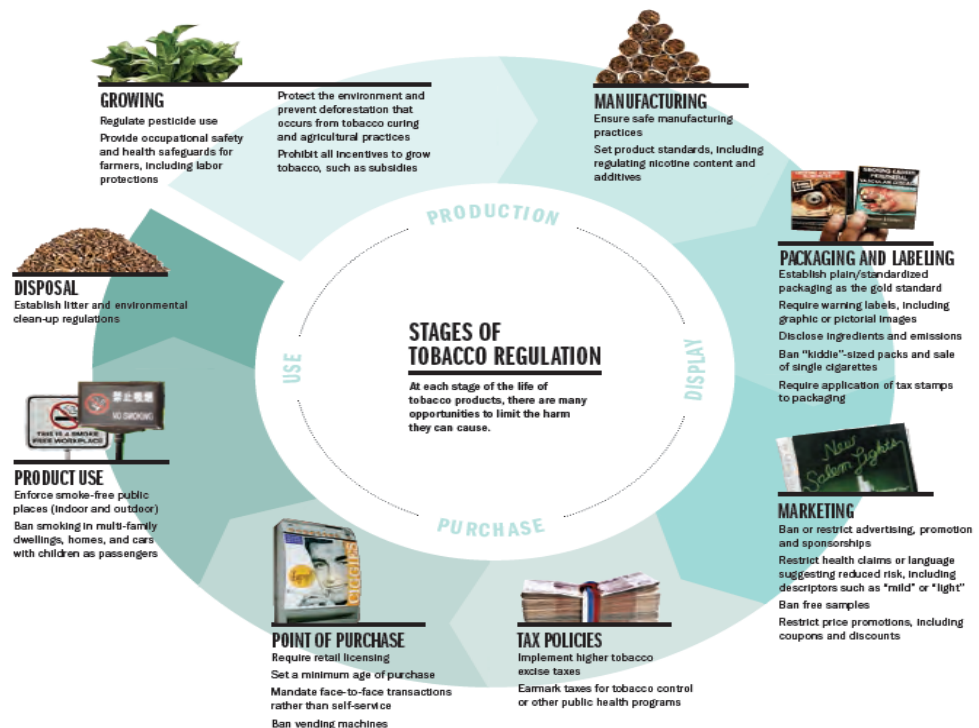 GROWING
Regulate pesticide use
Provide occupational safety
and health safeguards for
farmers, including labor
protections
Protect the environment and
prevent deforestation that
occurs from tobacco curing
and agricultural practices
Prohibit all incentives to grow
tobacco, such as subsidies
MANUFACTURING
Ensure safe manufacturing
practices
Set product standards, including
regulating nicotine content and
additives
PACKAGING AND LABELING
Establish plain/standardized
packaging as the gold standard
Require warning labels, including
graphic or pictorial images
Disclose ingredients and emissions
Ban “kiddie”-sized packs and sale
of single cigarettes
Require application of tax stamps
to packaging
New
Salem Lights
MARKETING
Ban or restrict advertising, promotion
and sponsorships
Restrict health claims or language
suggesting reduced risk, including
descriptors such as “mild” or “light”
Ban free samples
Restrict price promotions, including
coupons and discounts
TAX POLICIES
Implement higher tobacco
excise taxes
Earmark taxes for tobacco control
or other public health programs
CIGGIES
POINT OF PURCHASE
Require retail licensing
Set a minimum age of purchase
Mandate face-to-face transactions
rather than self-service
Ban vending machines
禁止吸烟
NO SMOKING
THIS IS A SMOKE
FREE WORKPLACE
PRODUCT USE
Enforce smoke-free public
places (indoor and outdoor)
Ban smoking in multi-family
dwellings, homes, and cars
with children as passengers
DISPOSAL
Establish litter and environmental
clean-up regulations
PRODUCTION
DISPLAY
PURCHASE
USE
STAGES OF
TOBACCO REGULATION
At each stage of the life of
tobacco products, there are many
opportunities to limit the harm
they can cause.